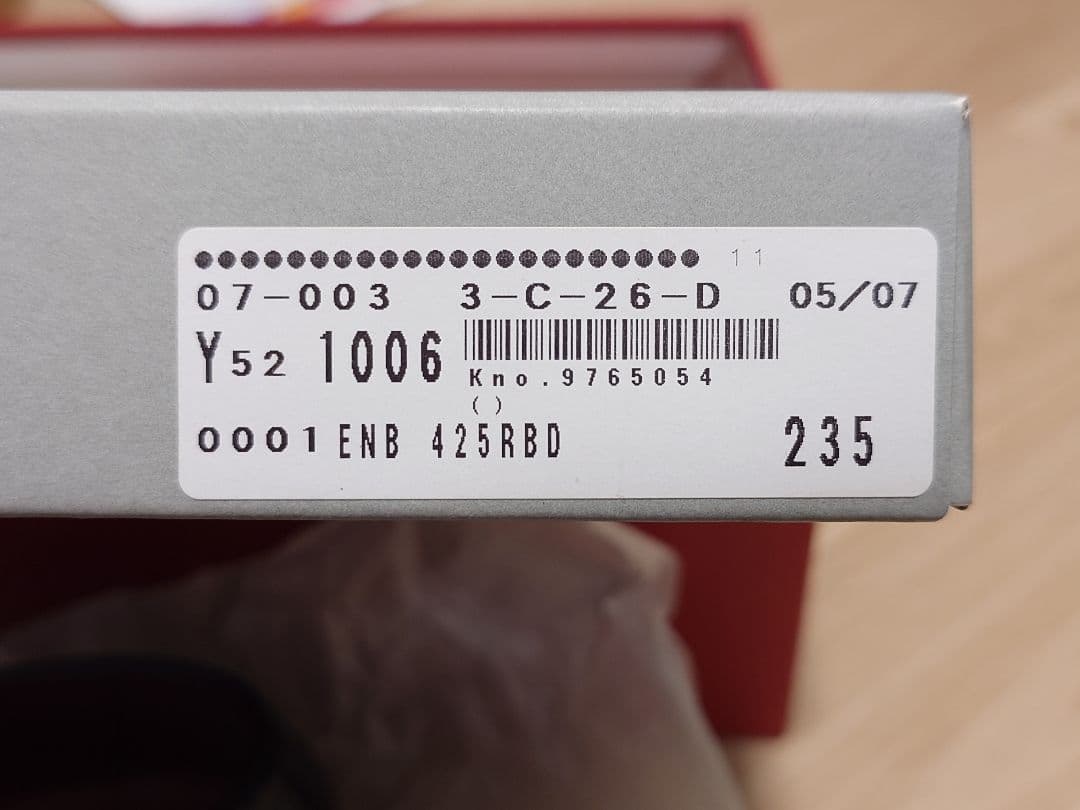 ●●●●●●●●●●●●●●●●●●●●●● 11
07-003 3-C-26-D 05/07
Y52 1006
Kno.9765054
()
0001 ENB 425RBD 235